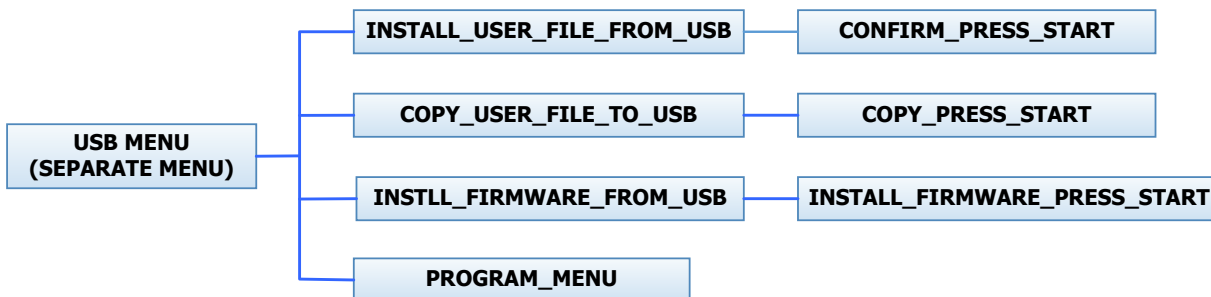 INSTALL_USER_FILE_FROM_USB
CONFIRM_PRESS_START
COPY_USER_FILE_TO_USB
COPY_PRESS_START
USB MENU
(SEPARATE MENU)
INSTLL_FIRMWARE_FROM_USB
INSTALL_FIRMWARE_PRESS_START
PROGRAM_MENU